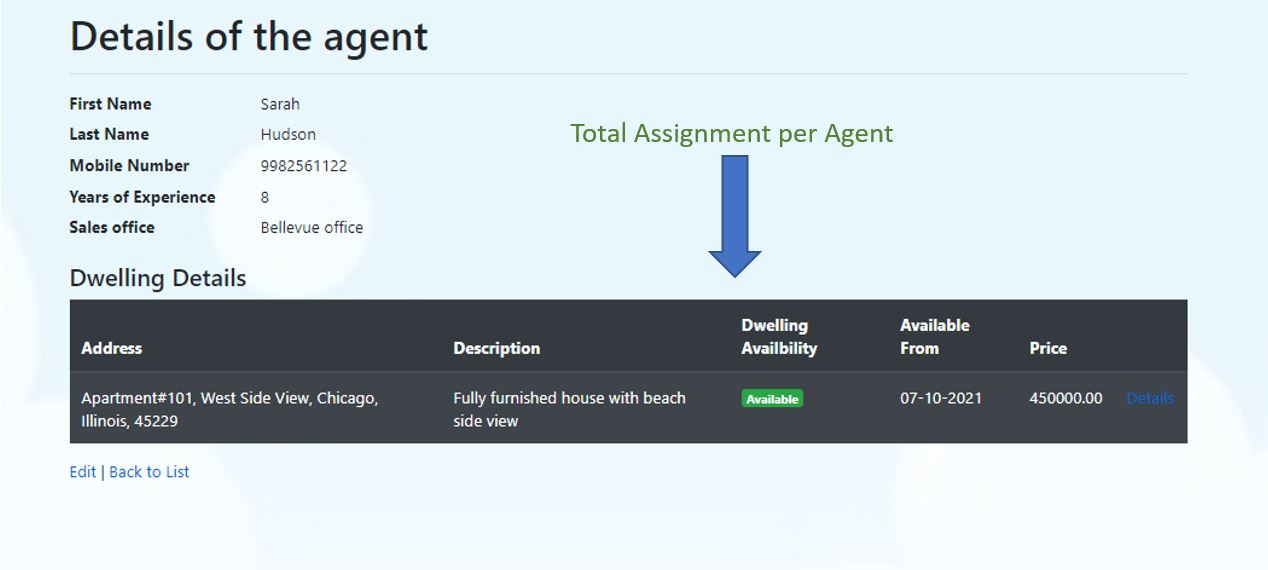 Details of the agent
First Name Sarah
Last Name Hudson
Mobile Number 9982561122
Years of Experience 8
Sales office Bellevue office
Total Assignment per Agent
Dwelling Details
Address Description Dwelling Availbility Available From Price
Apartment#101, West Side View, Chicago, Fully furnished house with beach Available 07-10-2021 450000.00 Details
Illinois, 45229 side view
Edit | Back to List